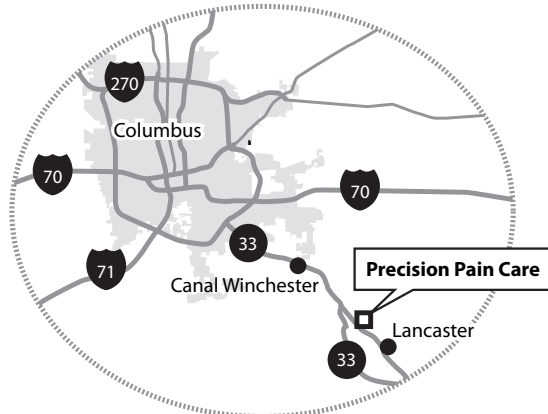 270
Columbus
70
70
33
71
Canal Winchester
Precision Pain Care
Lancaster
33